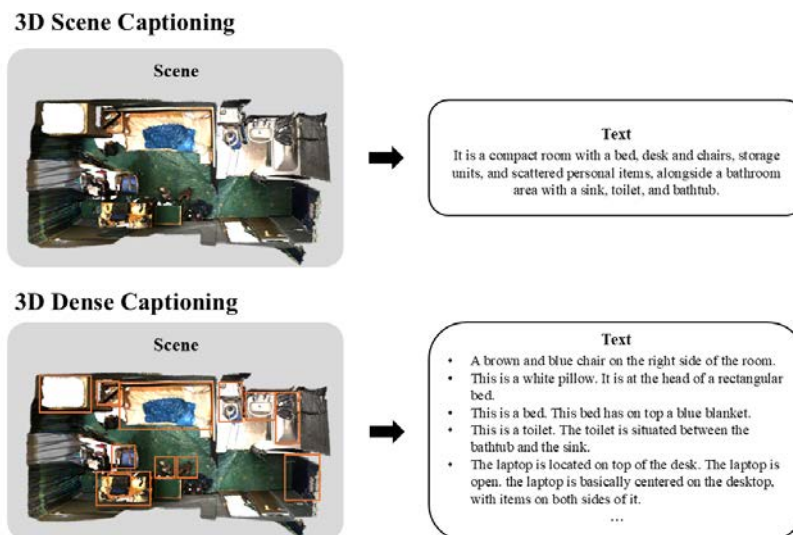 3D Scene Captioning
Scene
Text
It is a compact room with a bed, desk and chairs, storage
units, and scattered personal items, alongside a bathroom
area with a sink, toilet, and bathtub.
3D Dense Captioning
Scene
Text
• A brown and blue chair on the right side of the room.
• This is a white pillow. It is at the head of a rectangular
bed.
• This is a bed. This bed has on top a blue blanket.
• This is a toilet. The toilet is situated between the
bathtub and the sink.
• The laptop is located on top of the desk. The laptop is
open. the laptop is basically centered on the desktop,
with items on both sides of it.
...